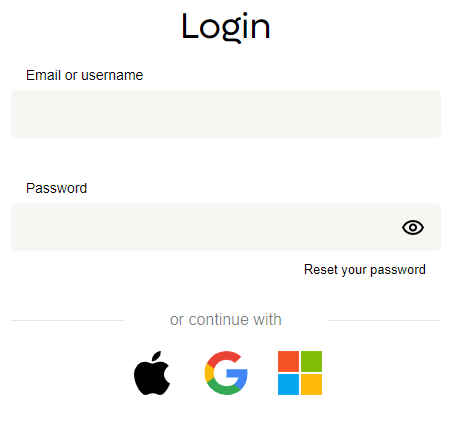 Login
Email or username
Password
Reset your password
or continue with